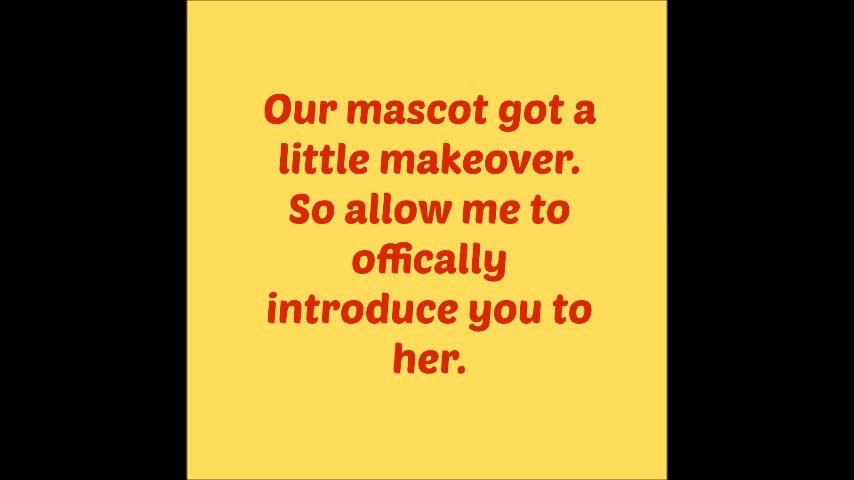 Our mascot got a
little makeover.
So allow me to
offically
introduce you to
her.